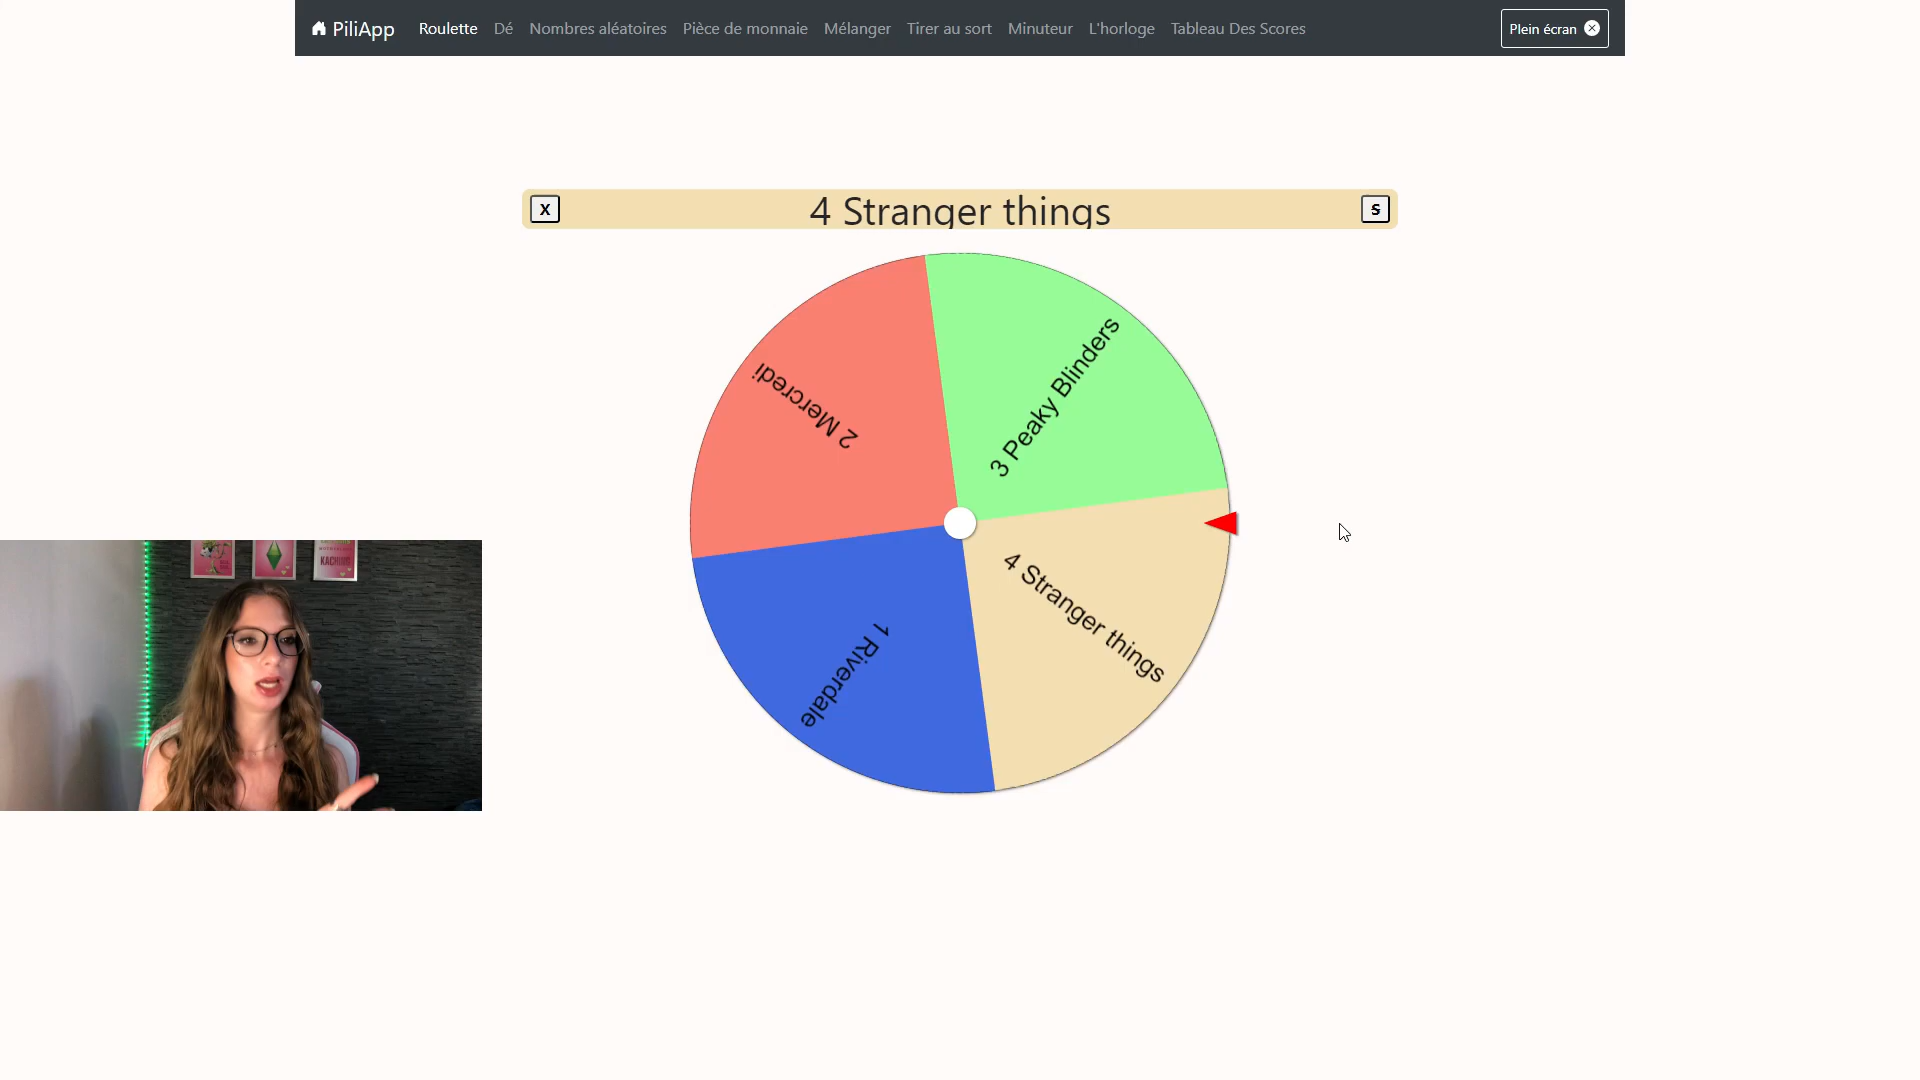 PiliApp Roulette Dé Nombres aléatoires Pièce de monnaie Mélanger Tirer au sort Minuteur L'horloge Tableau Des Scores Plein écran
X 4 Stranger things S
3 Peaky Blinders
2 Mercredi
4 Stranger things
1 Riverdale
KACHING